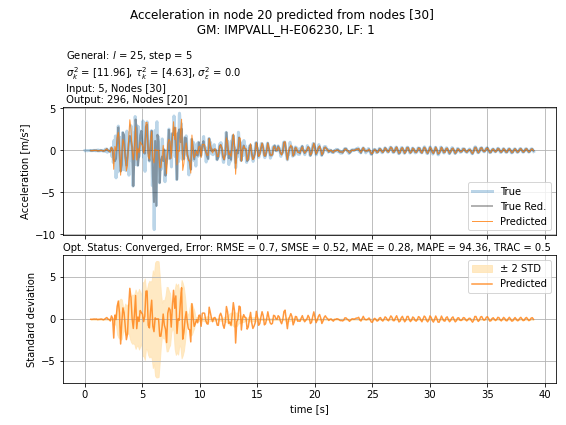 Acceleration in node 20 predicted from nodes [30]
GM: IMPVALL_H-E06230, LF: 1
General: l = 25, step = 5
σ²ₖ = [11.96], τ²ₖ = [4.63], σ²ε = 0.0
Input: 5, Nodes [30]
Output: 296, Nodes [20]
Acceleration [m/s²]
5
0
−5
−10
True
True Red.
Predicted
Opt. Status: Converged, Error: RMSE = 0.7, SMSE = 0.52, MAE = 0.28, MAPE = 94.36, TRAC = 0.5
Standard deviation
5
0
−5
± 2 STD
Predicted
0 5 10 15 20 25 30 35 40
time [s]